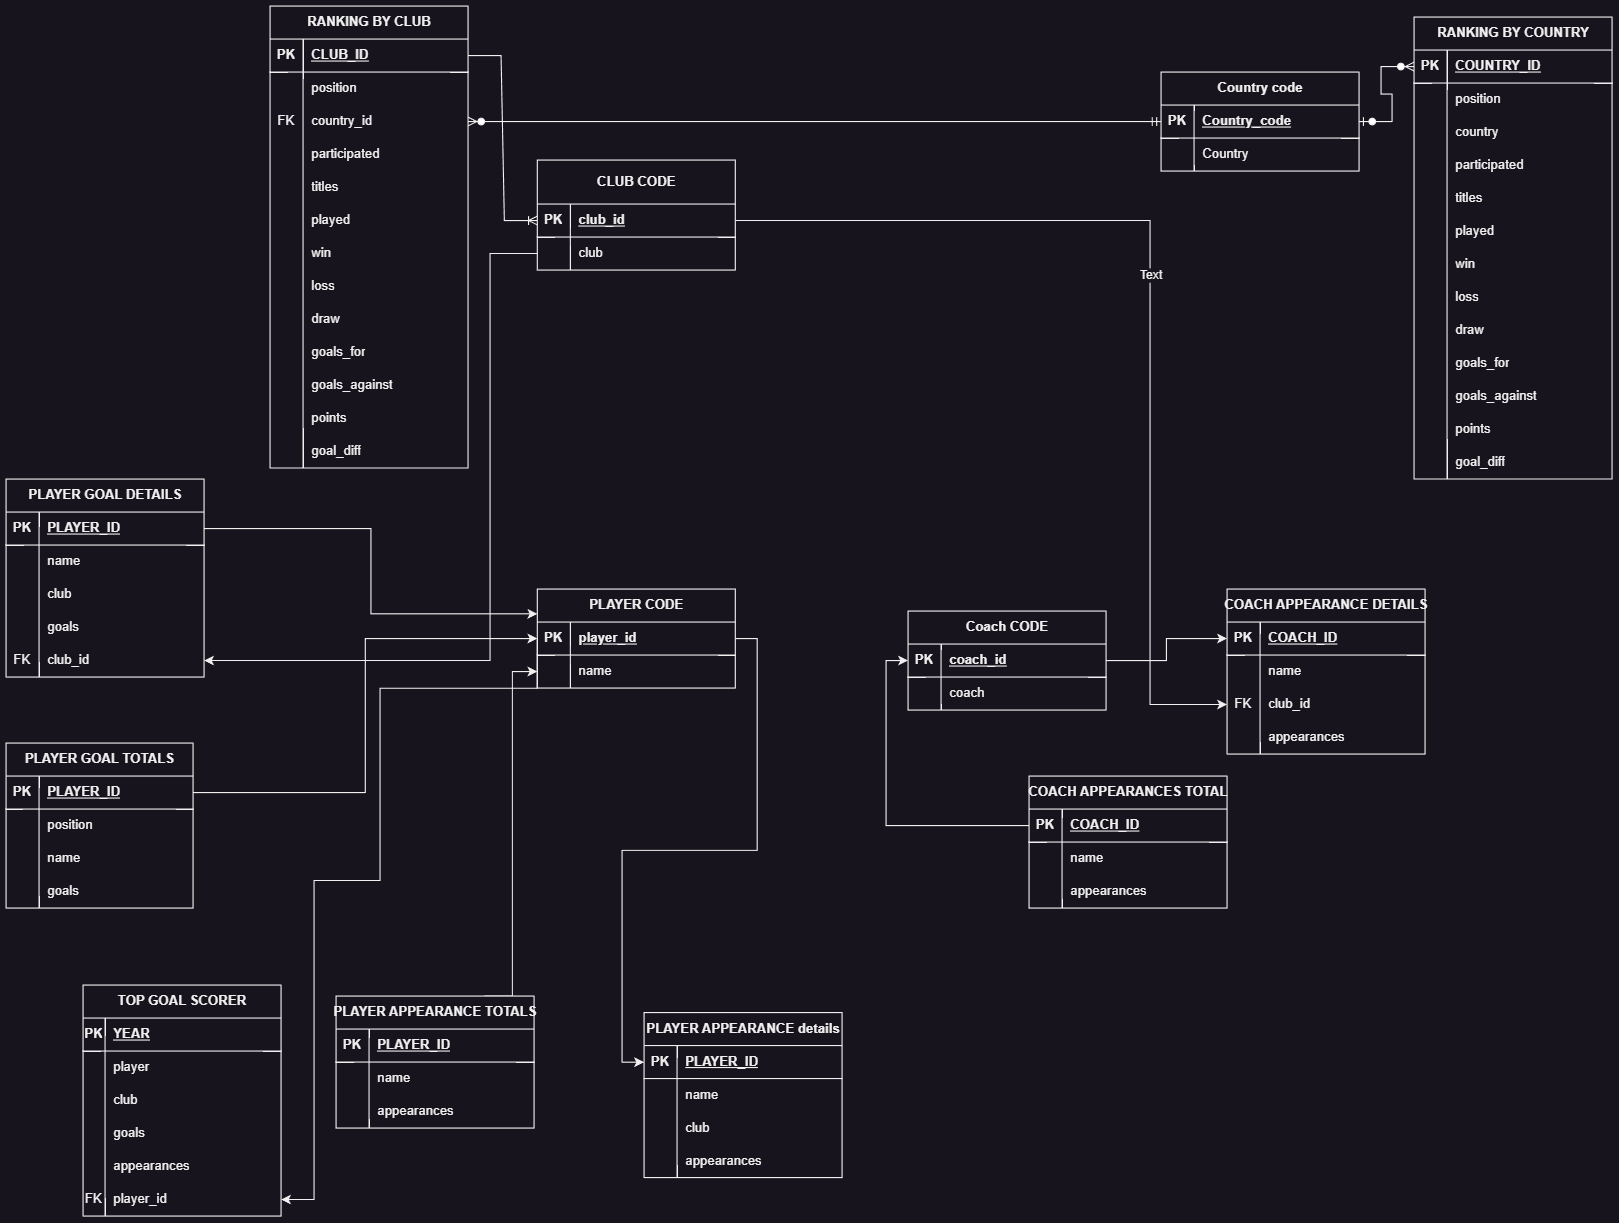 RANKING BY CLUB
PK CLUB_ID
position
FK country_id
participated
titles
played
win
loss
draw
goals_for
goals_against
points
goal_diff
RANKING BY COUNTRY
PK COUNTRY_ID
position
country
participated
titles
played
win
loss
draw
goals_for
goals_against
points
goal_diff
Country code
PK Country_code
Country
CLUB CODE
PK club_id
club
Text
PLAYER GOAL DETAILS
PK PLAYER_ID
name
club
goals
FK club_id
PLAYER CODE
PK player_id
name
Coach CODE
PK coach_id
coach
COACH APPEARANCE DETAILS
PK COACH_ID
name
FK club_id
appearances
PLAYER GOAL TOTALS
PK PLAYER_ID
position
name
goals
COACH APPEARANCES TOTAL
PK COACH_ID
name
appearances
TOP GOAL SCORER
PK YEAR
player
club
goals
appearances
FK player_id
PLAYER APPEARANCE TOTALS
PK PLAYER_ID
name
appearances
PLAYER APPEARANCE details
PK PLAYER_ID
name
club
appearances